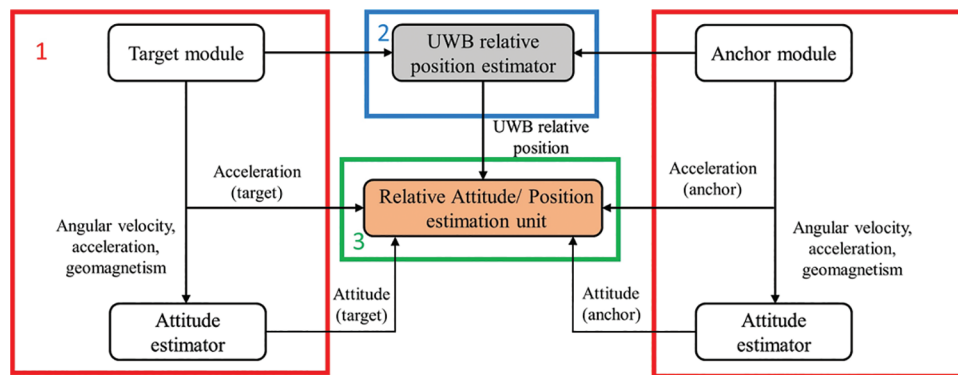 1
Target module
2
UWB relative
position estimator
Anchor module
UWB relative
position
Acceleration
(target)
Acceleration
(anchor)
Relative Attitude/ Position
estimation unit
3
Angular velocity,
acceleration,
geomagnetism
Angular velocity,
acceleration,
geomagnetism
Attitude
(target)
Attitude
(anchor)
Attitude
estimator
Attitude
estimator